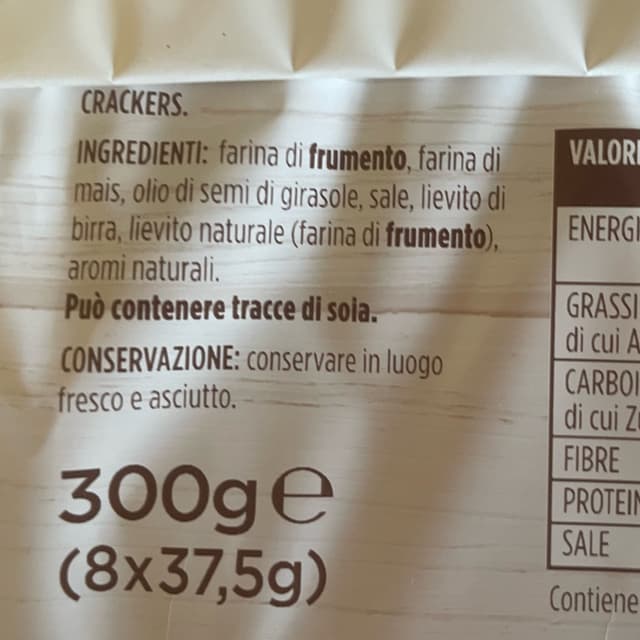 CRACKERS.
INGREDIENTI: farina di frumento, farina di
mais, olio di semi di girasole, sale, lievito di
birra, lievito naturale (farina di frumento),
aromi naturali.
Può contenere tracce di soia.
CONSERVAZIONE: conservare in luogo
fresco e asciutto.
300g e
(8x37,5g)
VALORI
ENERGI
GRASSI
di cui A
CARBOI
di cui Z
FIBRE
PROTEIN
SALE
Contiene